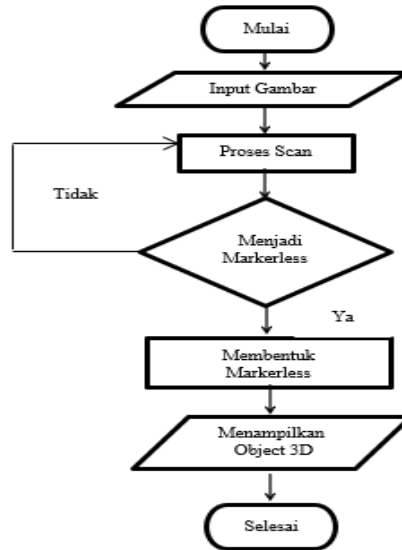 Mulai
Input Gambar
Proses Scan
Tidak
Menjadi
Markerless
Ya
Membentuk
Markerless
Menampilkan
Object 3D
Selesai